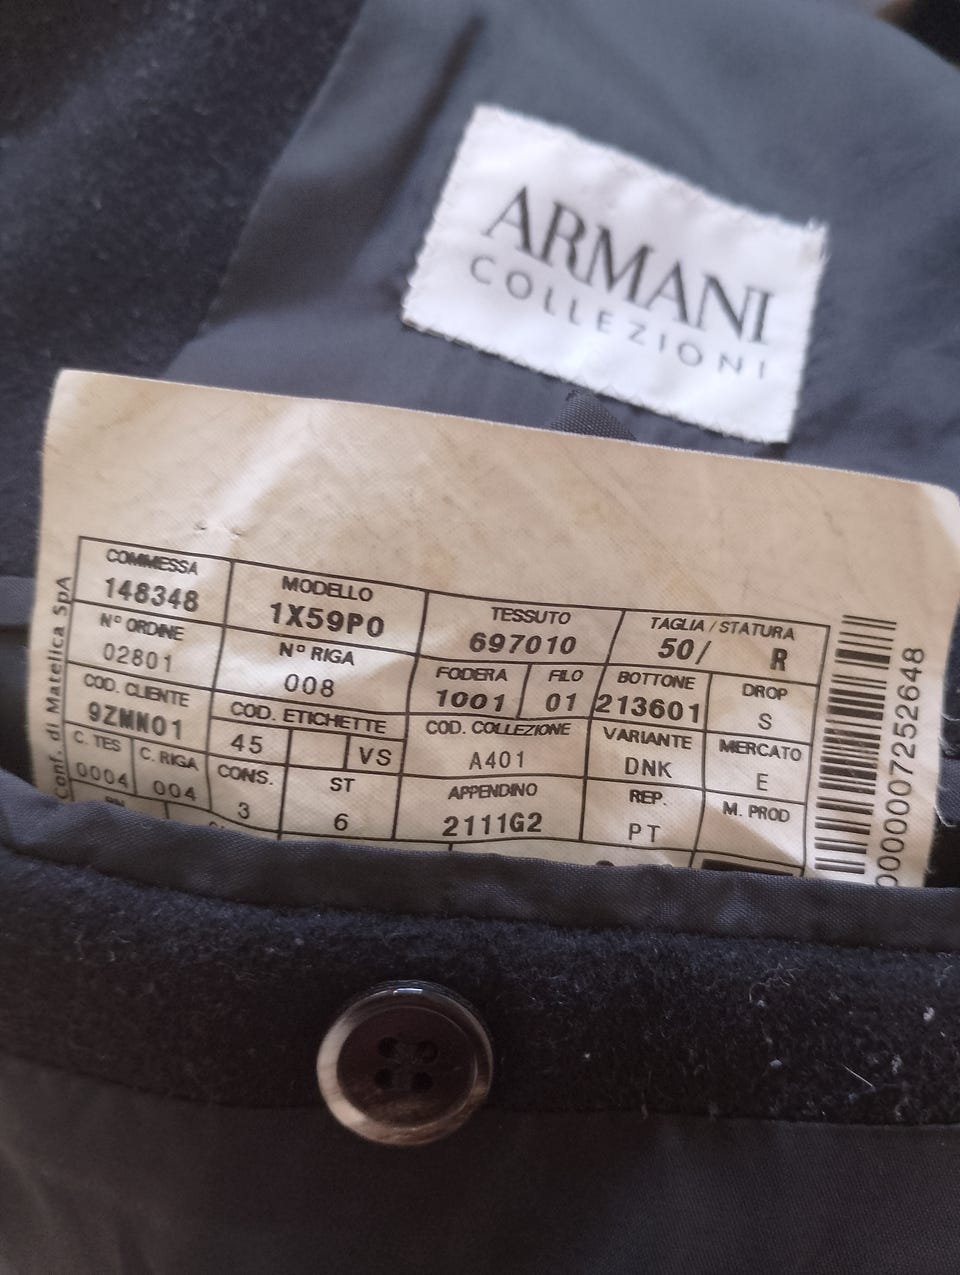 ARMANI
COLLEZIONI
Conf. di Matelica SpA
COMMESSA MODELLO TESSUTO TAGLIA / STATURA
148348 1X59P0 697010 50/ R
Nº ORDINE Nº RIGA FODERA FILO BOTTONE DROP
02801 008 1001 01 213601 S
COD. CLIENTE COD. ETICHETTE COD. COLLEZIONE VARIANTE MERCATO
9ZMN01 45 VS A401 DNK E
C. TES C. RIGA CONS. ST APPENDINO REP. M. PROD
0004 004 3 6 2111G2 PT
0000007252648